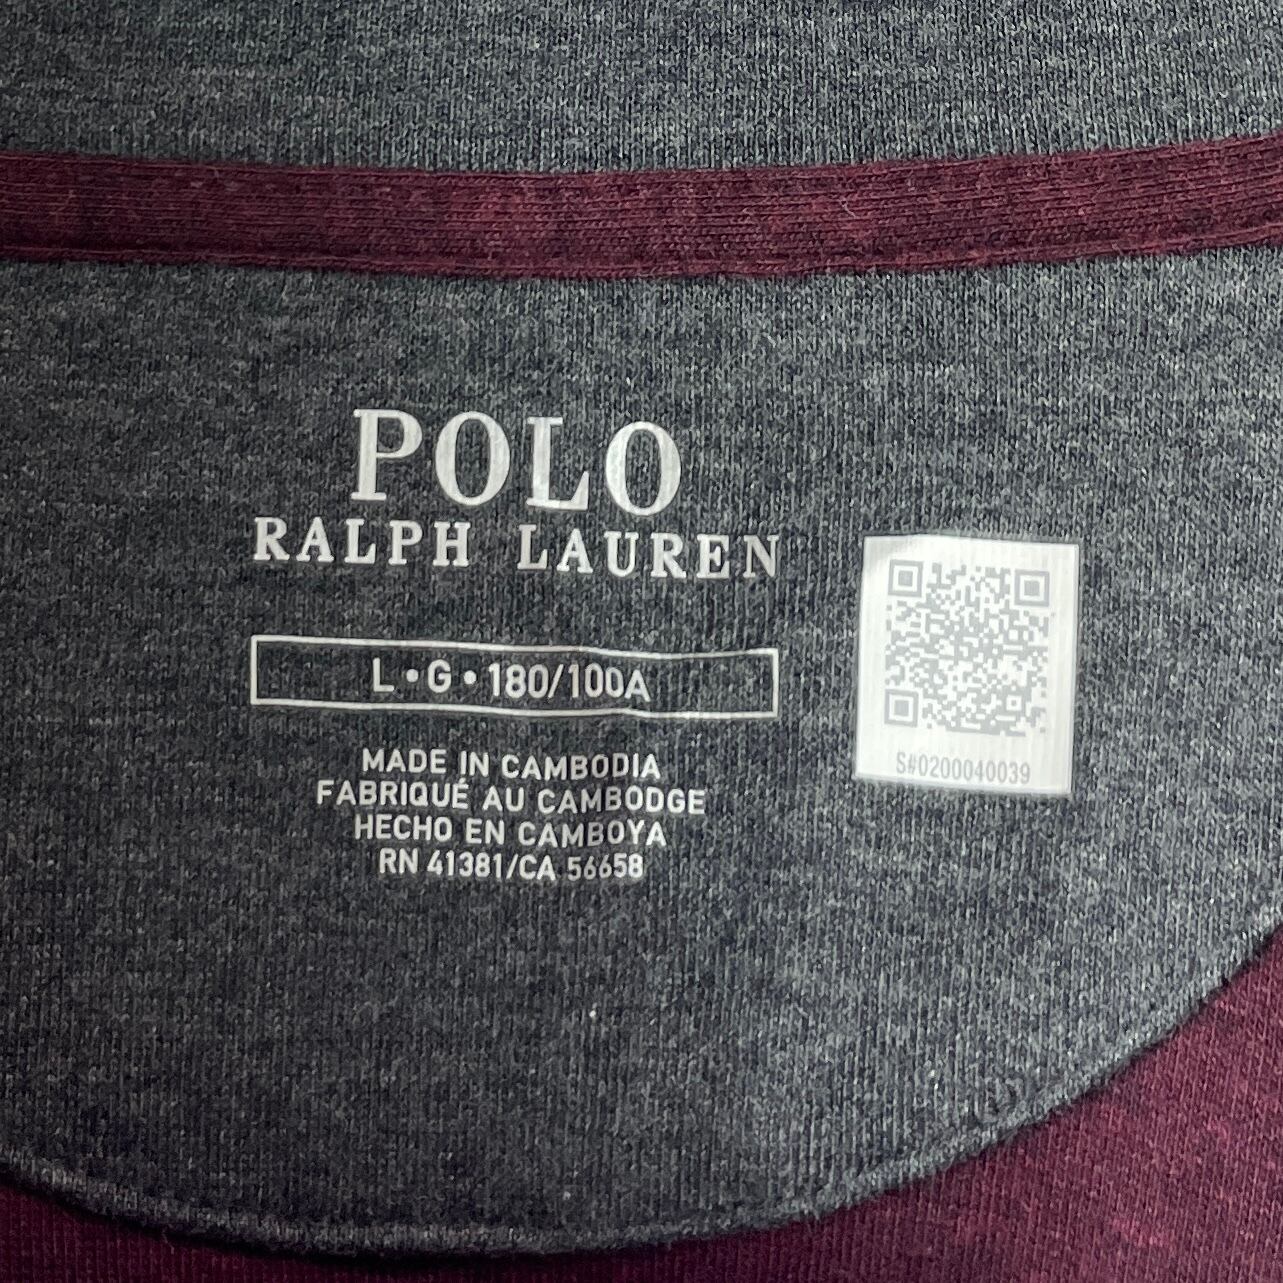 POLO
RALPH LAUREN
L•G•180/100A
MADE IN CAMBODIA
FABRIQUÉ AU CAMBODGE
HECHO EN CAMBOYA
RN 41381/CA 56658
S#0200040039